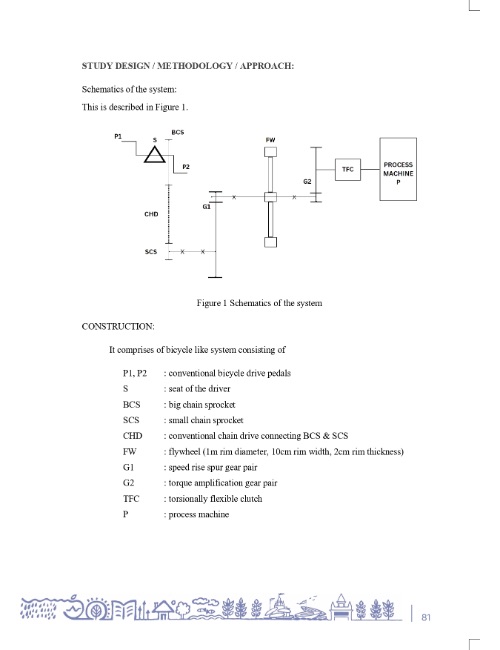 STUDY DESIGN / METHODOLOGY / APPROACH:
Schematics of the system:
This is described in Figure 1.
P1
S
BCS
P2
FW
G2
TFC
PROCESS
MACHINE
P
G1
CHD
SCS
Figure 1 Schematics of the system
CONSTRUCTION:
It comprises of bicycle like system consisting of
P1, P2 : conventional bicycle drive pedals
S : seat of the driver
BCS : big chain sprocket
SCS : small chain sprocket
CHD : conventional chain drive connecting BCS & SCS
FW : flywheel (1m rim diameter, 10cm rim width, 2cm rim thickness)
G1 : speed rise spur gear pair
G2 : torque amplification gear pair
TFC : torsionally flexible clutch
P : process machine
81